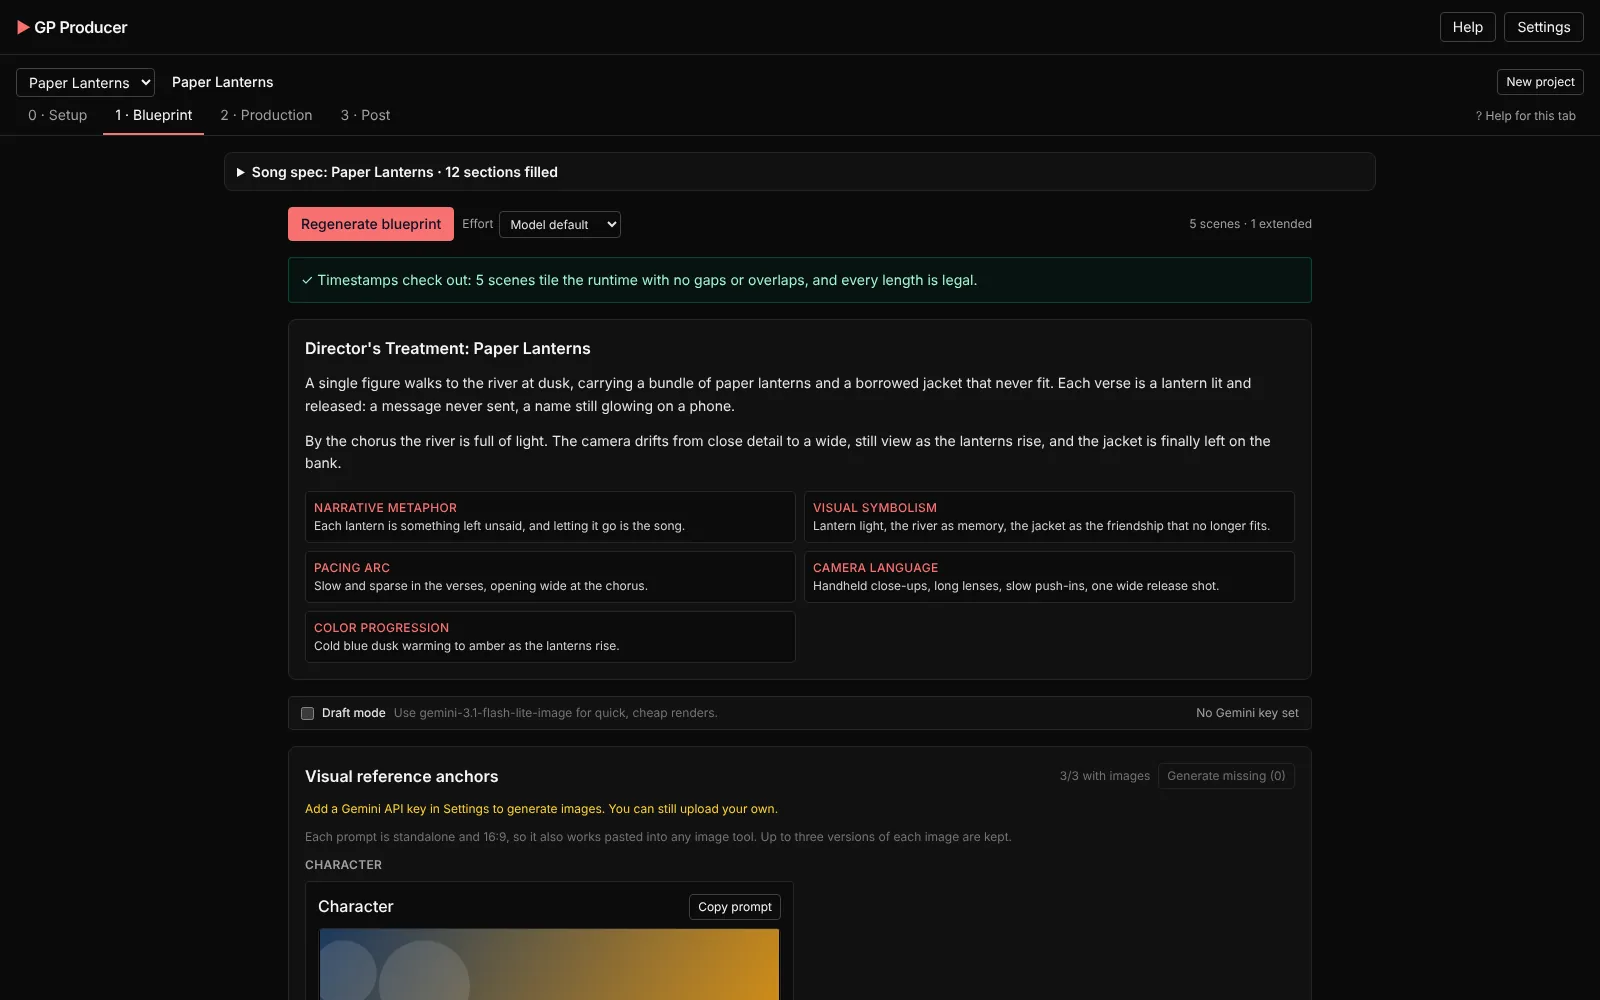 GP Producer
Help
Settings
Paper Lanterns
Paper Lanterns
New project
0 · Setup
1 · Blueprint
2 · Production
3 · Post
? Help for this tab
Song spec: Paper Lanterns · 12 sections filled
Regenerate blueprint
Effort
Model default
5 scenes · 1 extended
✓ Timestamps check out: 5 scenes tile the runtime with no gaps or overlaps, and every length is legal.
Director's Treatment: Paper Lanterns
A single figure walks to the river at dusk, carrying a bundle of paper lanterns and a borrowed jacket that never fit. Each verse is a lantern lit and
released: a message never sent, a name still glowing on a phone.
By the chorus the river is full of light. The camera drifts from close detail to a wide, still view as the lanterns rise, and the jacket is finally left on the
bank.
NARRATIVE METAPHOR
Each lantern is something left unsaid, and letting it go is the song.
VISUAL SYMBOLISM
Lantern light, the river as memory, the jacket as the friendship that no longer fits.
PACING ARC
Slow and sparse in the verses, opening wide at the chorus.
CAMERA LANGUAGE
Handheld close-ups, long lenses, slow push-ins, one wide release shot.
COLOR PROGRESSION
Cold blue dusk warming to amber as the lanterns rise.
Draft mode
Use gemini-3.1-flash-lite-image for quick, cheap renders.
No Gemini key set
Visual reference anchors
3/3 with images
Generate missing (0)
Add a Gemini API key in Settings to generate images. You can still upload your own.
Each prompt is standalone and 16:9, so it also works pasted into any image tool. Up to three versions of each image are kept.
CHARACTER
Character
Copy prompt